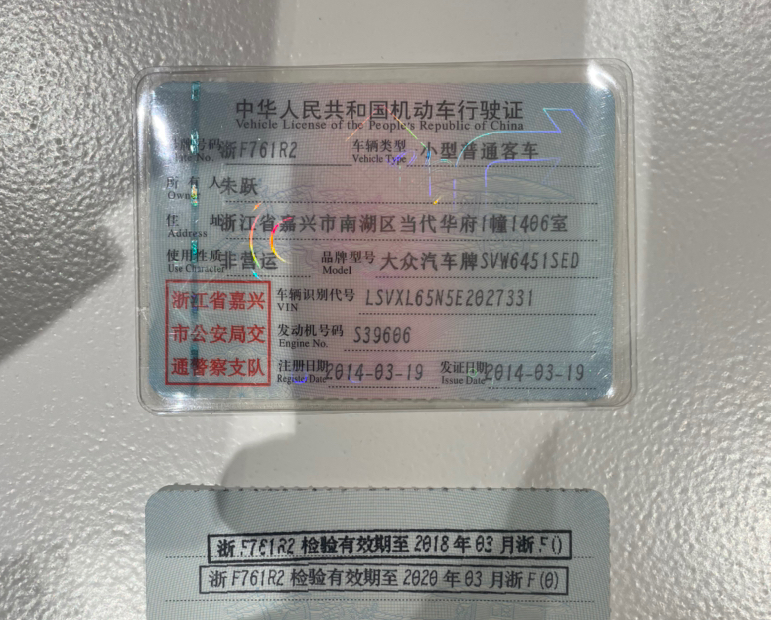 中华人民共和国机动车行驶证
Vehicle License of the People's Republic of China
号牌号码 浙F761R2 车辆类型 小型普通客车
Plate No. Vehicle Type
所有人 朱跃
Owner
住址 浙江省嘉兴市南湖区当代华府1幢1406室
Address
使用性质 非营运 品牌型号 大众汽车牌SVW6451SED
Use Character Model
浙江省嘉兴
市公安局交
通警察支队
车辆识别代号 LSVXL65N5E2027331
VIN
发动机号码 S39606
Engine No.
注册日期 2014-03-19 发证日期 2014-03-19
Register Date Issue Date
浙F761R2 检验有效期至 2018 年 03 月浙F()
浙F761R2 检验有效期至 2020 年 03 月浙F(0)